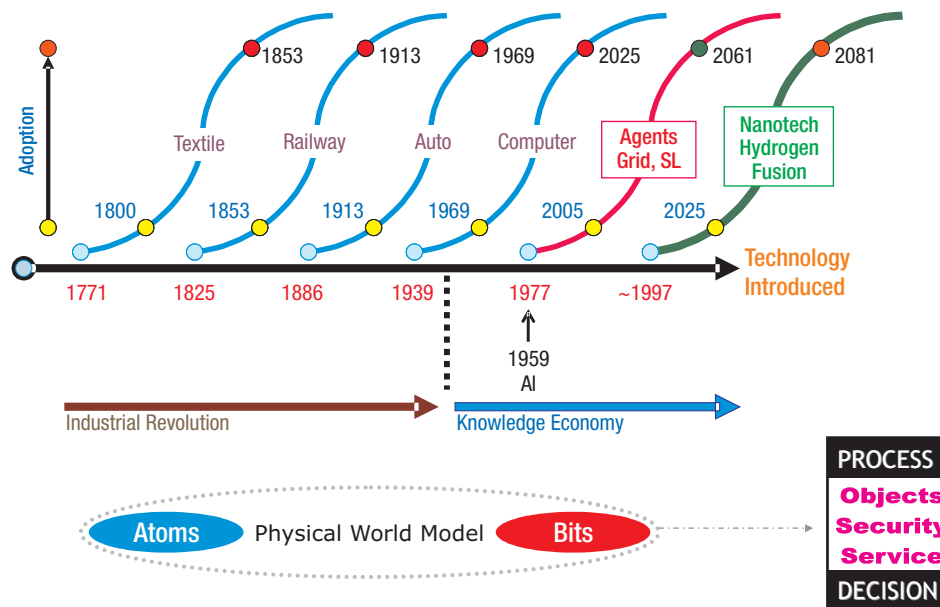 1853
1913
1969
2025
2061
2081
Adoption
Textile
Railway
Auto
Computer
Agents
Grid, SL
Nanotech
Hydrogen
Fusion
1800
1853
1913
1969
2005
2025
Technology
Introduced
1771
1825
1886
1939
1977
~1997
1959
AI
Industrial Revolution
Knowledge Economy
Atoms
Physical World Model
Bits
PROCESS
Objects
Security
Service
DECISION